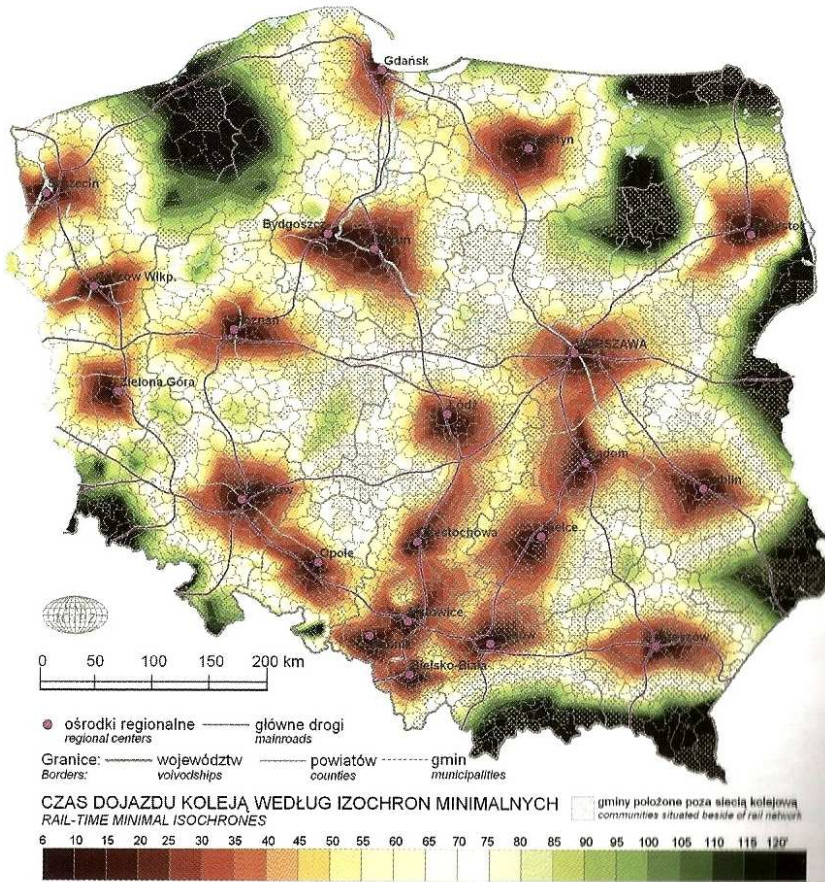 Gdańsk
Bydgoszcz
Wlkp.
WARSZAWA
Zielona Góra
Radom
Opole
Bielsko-Biała
0 50 100 150 200 km
ośrodki regionalne główne drogi
regional centers mainroads
Granice: województw powiatów gmin
Borders: voivodships counties municipalities
CZAS DOJAZDU KOLEJĄ WEDŁUG IZOCHRON MINIMALNYCH
RAIL-TIME MINIMAL ISOCHRONES
gminy położone poza siecią kolejową
communities situated beside of rail network
6 10 15 20 25 30 35 40 45 50 55 60 65 70 75 80 85 90 95 100 105 110 115 120'